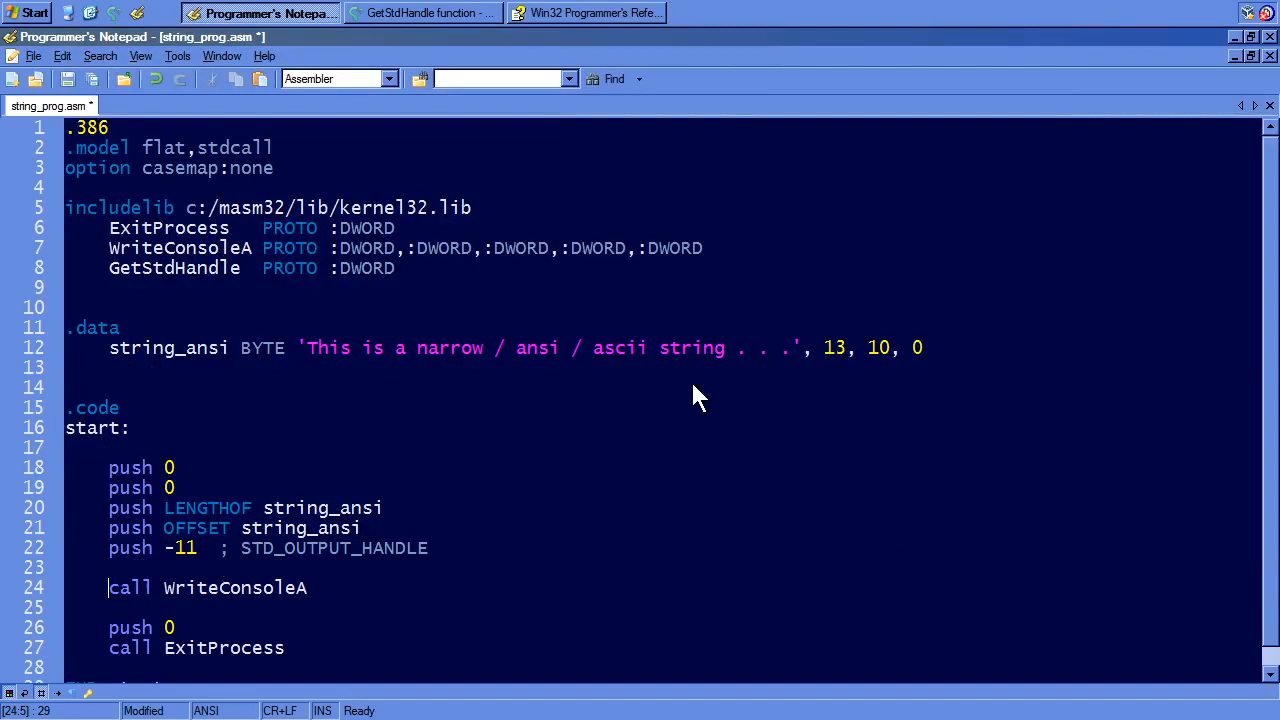 Start Programmer's Notepa... GetStdHandle function - ... Win32 Programmer's Refe...
Programmer's Notepad - [string_prog.asm *]
File Edit Search View Tools Window Help
Assembler Find
string_prog.asm *
1 .386
2 .model flat,stdcall
3 option casemap:none
4
5 includelib c:/masm32/lib/kernel32.lib
6 ExitProcess PROTO :DWORD
7 WriteConsoleA PROTO :DWORD,:DWORD,:DWORD,:DWORD,:DWORD
8 GetStdHandle PROTO :DWORD
9
10
11 .data
12 string_ansi BYTE 'This is a narrow / ansi / ascii string . . .', 13, 10, 0
13
14
15 .code
16 start:
17
18 push 0
19 push 0
20 push LENGTHOF string_ansi
21 push OFFSET string_ansi
22 push -11 ; STD_OUTPUT_HANDLE
23
24 call WriteConsoleA
25
26 push 0
27 call ExitProcess
28
[24:5] : 29 Modified ANSI CR+LF INS Ready